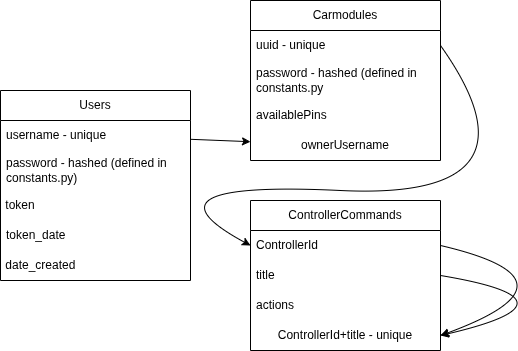 Carmodules
uuid - unique
password - hashed (defined in
constants.py
availablePins
ownerUsername
Users
username - unique
password - hashed (defined in
constants.py)
token
token_date
date_created
ControllerCommands
ControllerId
title
actions
ControllerId+title - unique